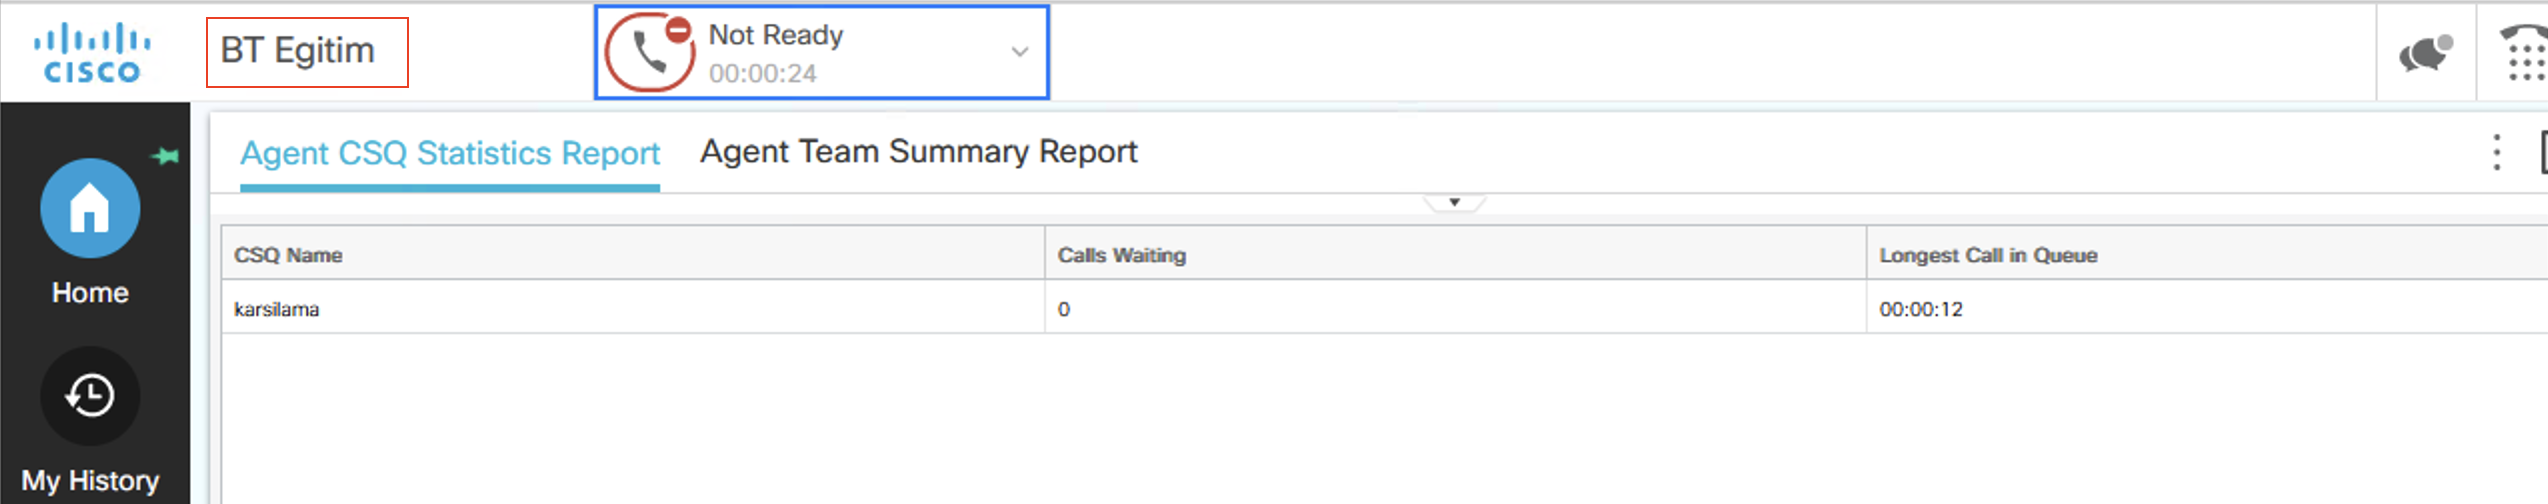 CISCO
BT Egitim
Not Ready
00:00:24
Home
My History
Agent CSQ Statistics Report
Agent Team Summary Report
CSQ Name
Calls Waiting
Longest Call in Queue
karsilama
0
00:00:12